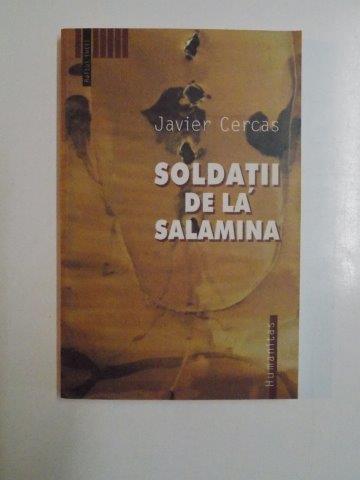 Javier Cercas
SOLDAȚII
DE LA
SALAMINA
Humanitas